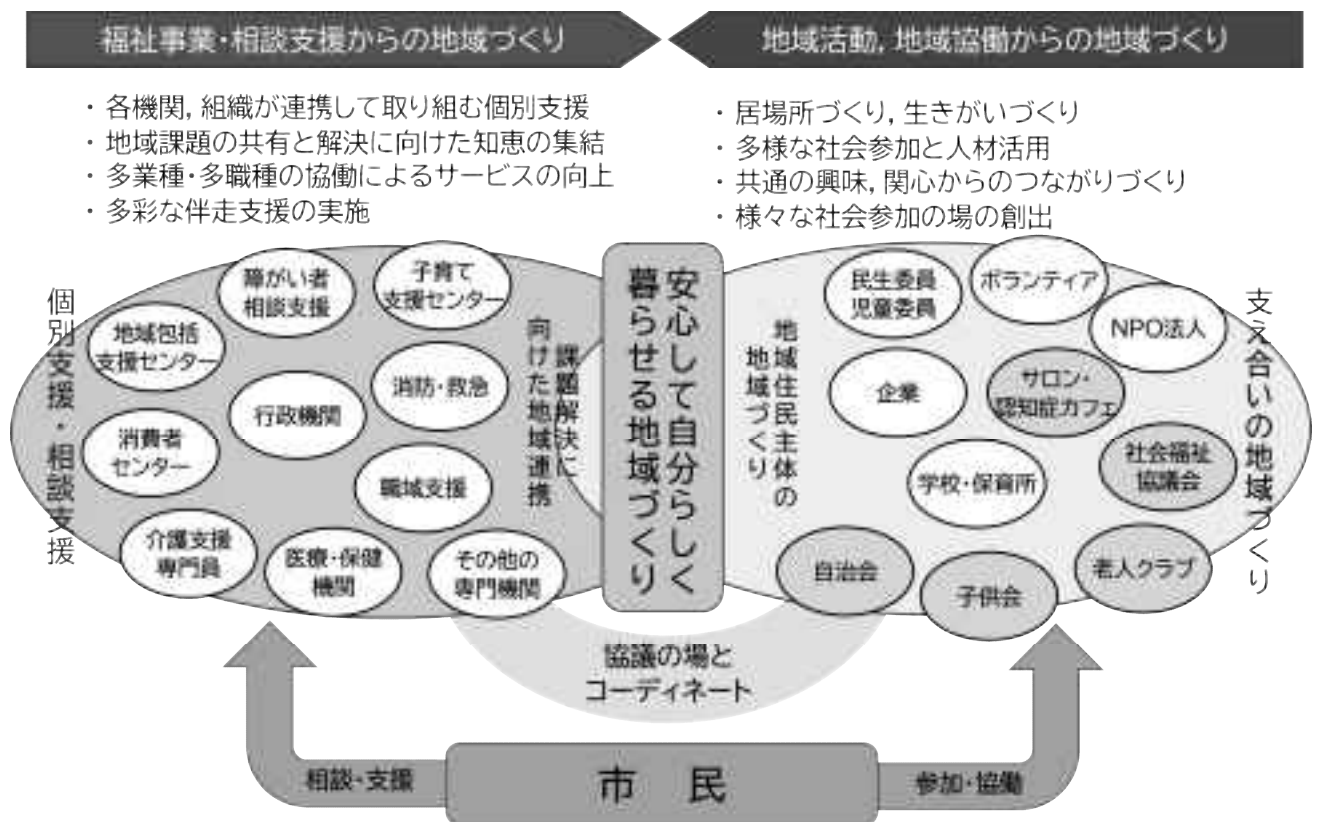 福祉事業・相談支援からの地域づくり
・各機関, 組織が連携して取り組む個別支援
・地域課題の共有と解決に向けた知恵の集結
・多業種・多職種の協働によるサービスの向上
・多彩な伴走支援の実施
地域活動, 地域協働からの地域づくり
・居場所づくり, 生きがいづくり
・多様な社会参加と人材活用
・共通の興味, 関心からのつながりづくり
・様々な社会参加の場の創出
個別支援・相談支援
障がい者
相談支援
子育て
支援センター
地域包括
支援センター
行政機関
消防・救急
消費者
センター
職域支援
介護支援
専門員
医療・保健
機関
その他の
専門機関
課題解決に
向けた地域連携
安心して自分らしく
暮らせる地域づくり
地域住民主体の
地域づくり
民生委員
児童委員
ボランティア
NPO法人
企業
サロン・
認知症カフェ
学校・保育所
社会福祉
協議会
自治会
子供会
老人クラブ
支え合いの地域づくり
協議の場と
コーディネート
相談・支援
市民
参加・協働